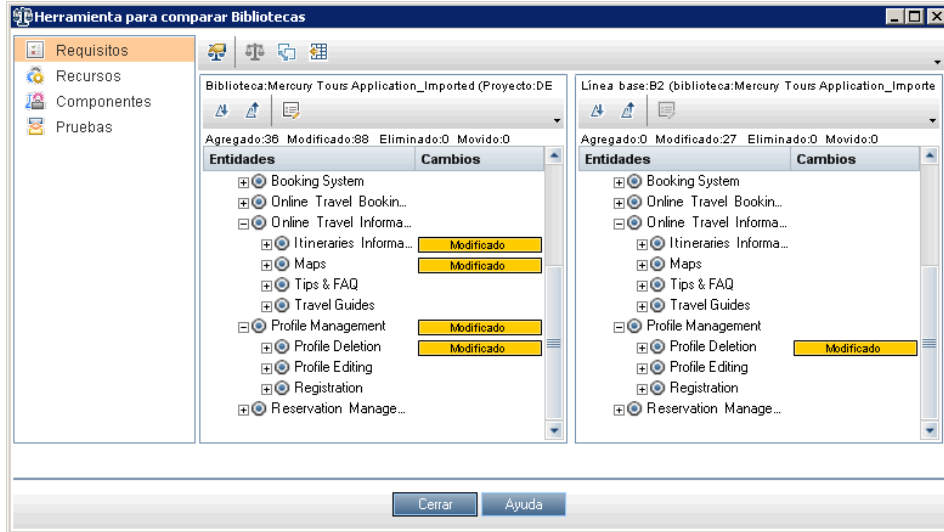 Herramienta para comparar Bibliotecas
Requisitos
Recursos
Componentes
Pruebas
Biblioteca:Mercury Tours Application_Imported (Proyecto:DE
Agregado:36 Modificado:88 Eliminado:0 Movido:0
Entidades Cambios
Booking System
Online Travel Bookin...
Online Travel Informa...
Itineraries Informa... Modificado
Maps Modificado
Tips & FAQ
Travel Guides
Profile Management Modificado
Profile Deletion Modificado
Profile Editing
Registration
Reservation Manage...
Línea base:B2 (biblioteca:Mercury Tours Application_Importe
Agregado:0 Modificado:27 Eliminado:0 Movido:0
Entidades Cambios
Booking System
Online Travel Bookin...
Online Travel Informa...
Itineraries Informa...
Maps
Tips & FAQ
Travel Guides
Profile Management
Profile Deletion Modificado
Profile Editing
Registration
Reservation Manage...
Cerrar Ayuda